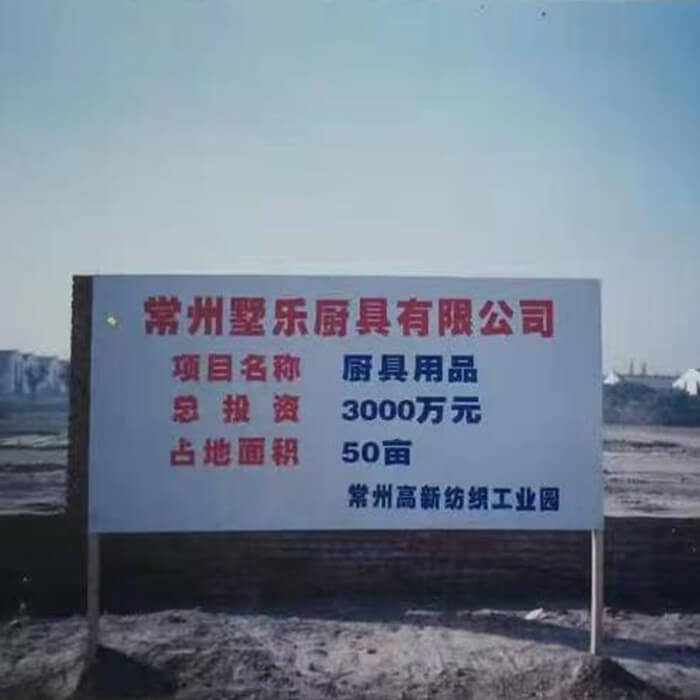 常州墅乐厨具有限公司
项目名称 厨具用品
总投资 3000万元
占地面积 50亩
常州高新纺织工业园